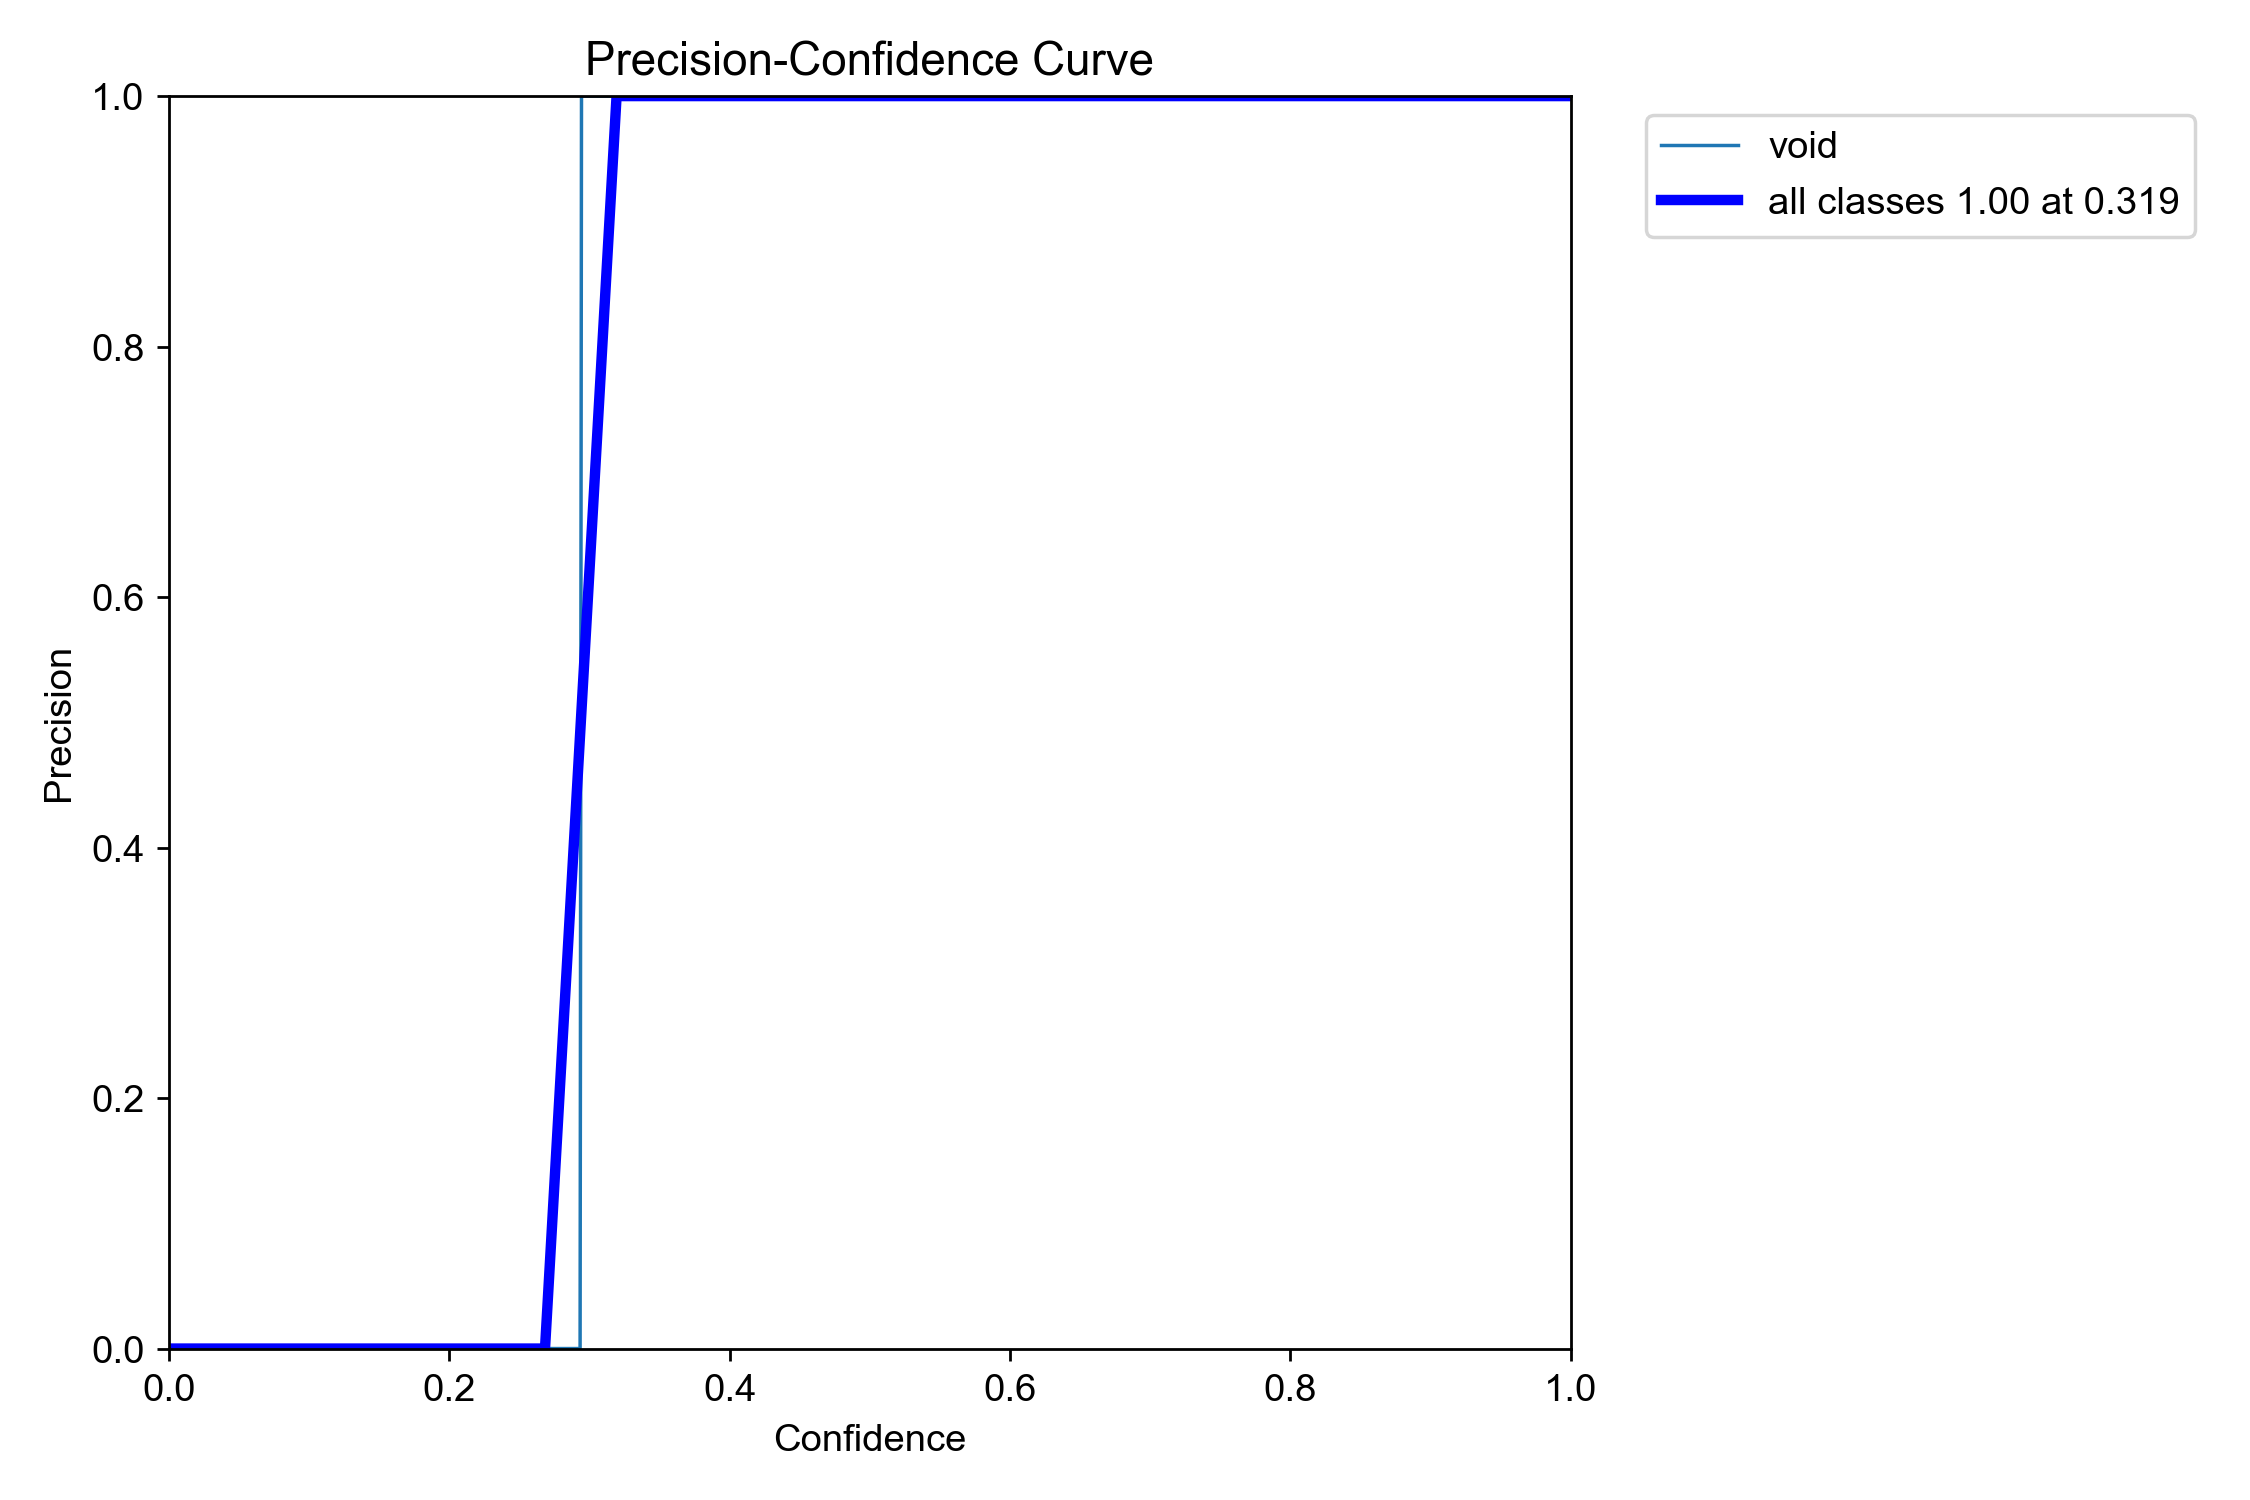 Precision-Confidence Curve
1.0
0.8
0.6
0.4
0.2
0.0
Precision
0.0 0.2 0.4 0.6 0.8 1.0
Confidence
void
all classes 1.00 at 0.319